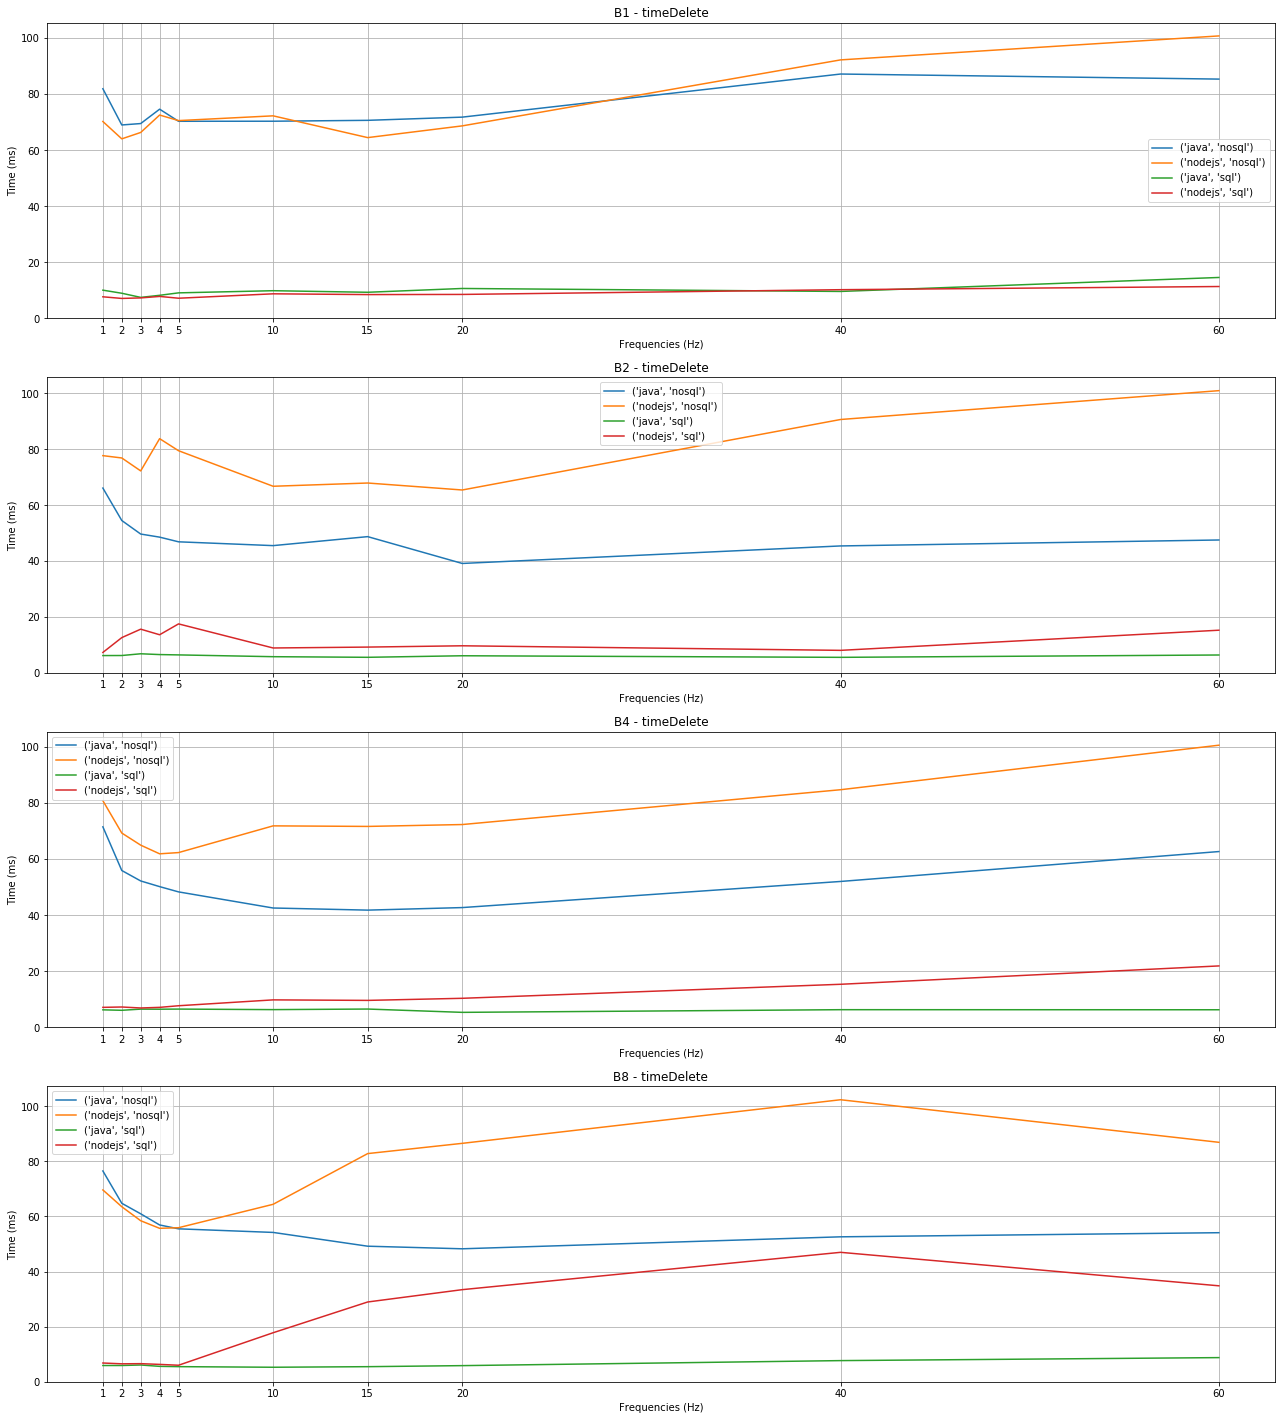 B1 - timeDelete
100
80
60
40
20
0
Time (ms)
('java', 'nosql')
('nodejs', 'nosql')
('java', 'sql')
('nodejs', 'sql')
1 2 3 4 5 10 15 20 40 60
Frequencies (Hz)
B2 - timeDelete
100
80
60
40
20
0
Time (ms)
('java', 'nosql')
('nodejs', 'nosql')
('java', 'sql')
('nodejs', 'sql')
1 2 3 4 5 10 15 20 40 60
Frequencies (Hz)
B4 - timeDelete
100
80
60
40
20
0
Time (ms)
('java', 'nosql')
('nodejs', 'nosql')
('java', 'sql')
('nodejs', 'sql')
1 2 3 4 5 10 15 20 40 60
Frequencies (Hz)
B8 - timeDelete
100
80
60
40
20
0
Time (ms)
('java', 'nosql')
('nodejs', 'nosql')
('java', 'sql')
('nodejs', 'sql')
1 2 3 4 5 10 15 20 40 60
Frequencies (Hz)